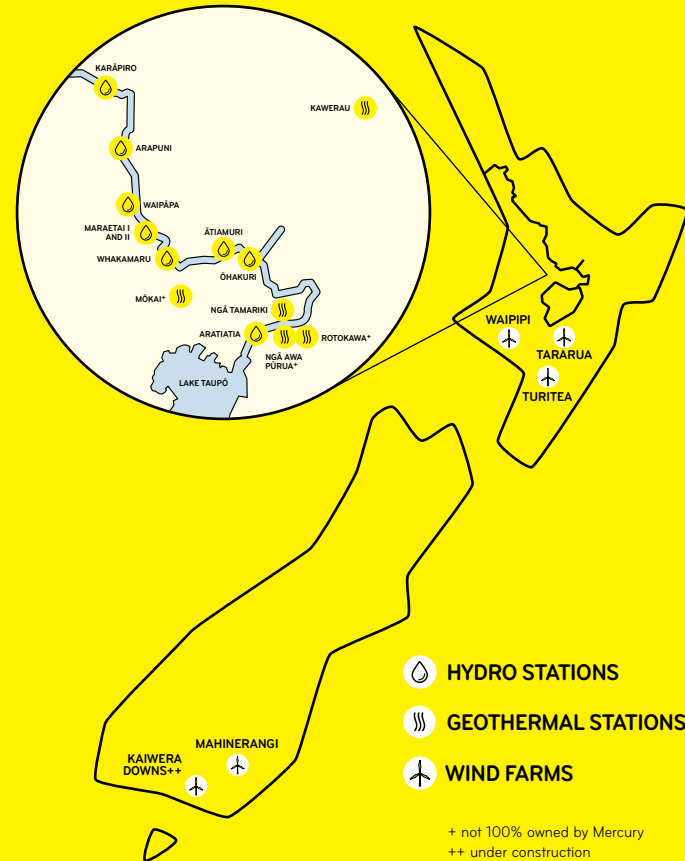 KARĀPIRO
KAWERAU
ARAPUNI
WAIPĀPA
MARAETAI I
AND II
ĀTIAMURI
WHAKAMARU
ŌHAKURI
MŌKAI+
NGĀ TAMARIKI
ARATIATIA
ROTOKAWA+
NGĀ AWA
PŪRUA+
LAKE TAUPŌ
WAIPIPI
TARARUA
TURITEA
MAHINERANGI
KAIWERA
DOWNS++
HYDRO STATIONS
GEOTHERMAL STATIONS
WIND FARMS
+ not 100% owned by Mercury
++ under construction